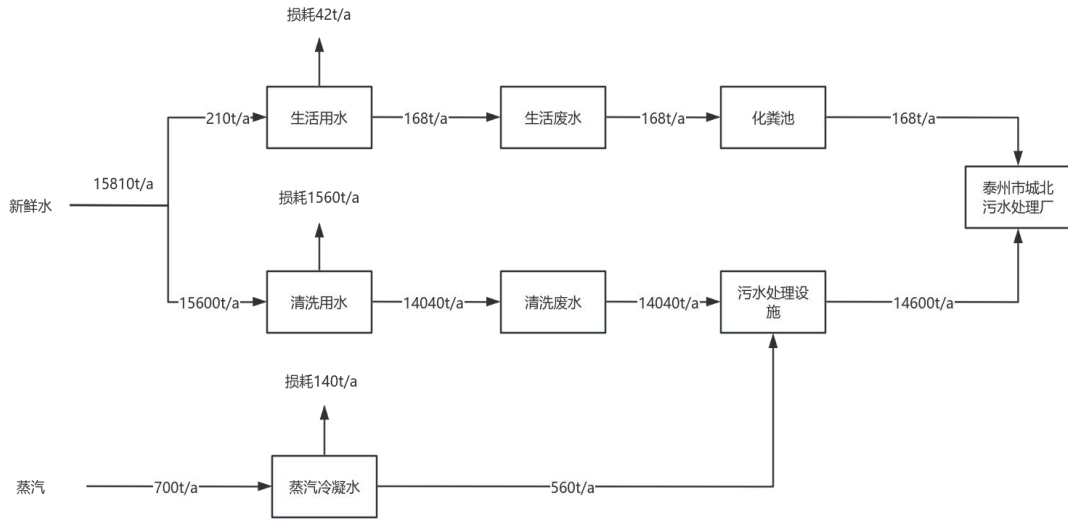 损耗42t/a
210t/a
生活用水
168t/a
生活废水
168t/a
化粪池
168t/a
新鲜水
15810t/a
损耗1560t/a
泰州市城北
污水处理厂
15600t/a
清洗用水
14040t/a
清洗废水
14040t/a
污水处理设
施
14600t/a
损耗140t/a
蒸汽
700t/a
蒸汽冷凝水
560t/a